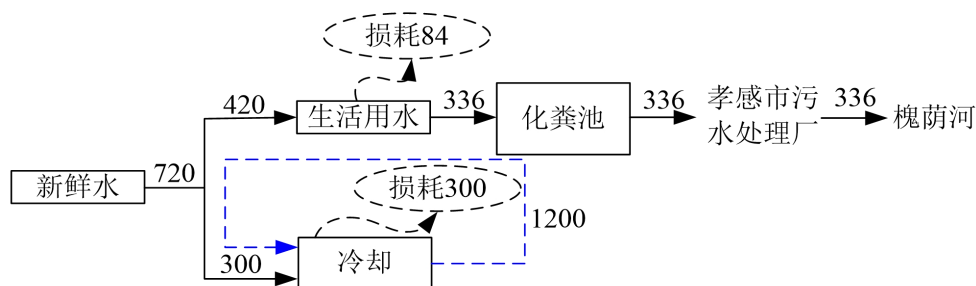 损耗84
420
生活用水
336
化粪池
336
孝感市污
水处理厂
336
槐荫河
新鲜水
720
损耗300
1200
300
冷却